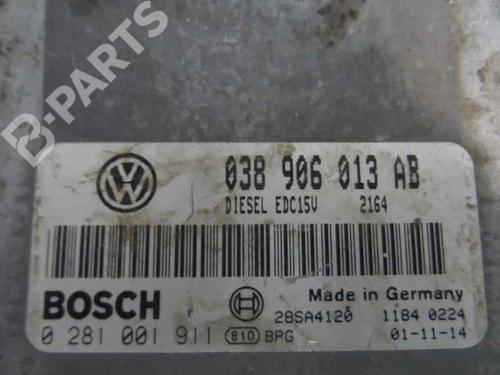 B-PARTS
038 906 013 AB
DIESEL EDC15V 2164
BOSCH
Made in Germany
28SA4120 1184 0224
0 281 001 911 810 BPG 01-11-14